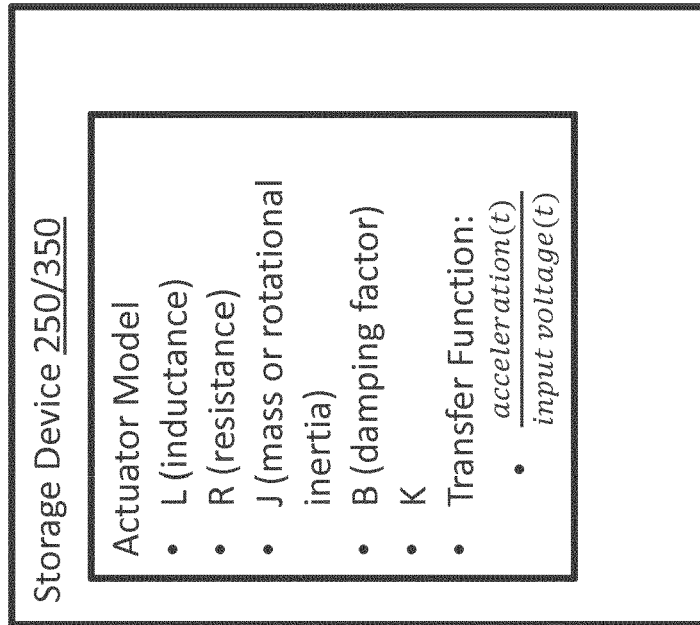 Storage Device 250/350
Actuator Model
• L (inductance)
• R (resistance)
• J (mass or rotational
inertia)
• B (damping factor)
• K
• Transfer Function:
• acceleration(t)
input voltage(t)